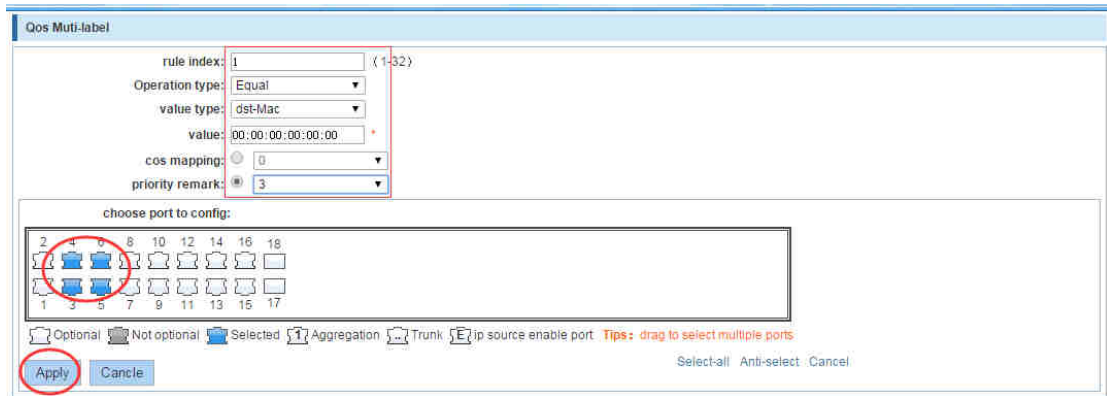 Qos Muti-label
rule index: 1 (1-32)
Operation type: Equal
value type: dst-Mac
value: 00:00:00:00:00:00 *
cos mapping: 0
priority remark: 3
choose port to config:
2 4 6 8 10 12 14 16 18
1 3 5 7 9 11 13 15 17
Optional Not optional Selected 1 Aggregation ... Trunk E ip source enable port Tips: drag to select multiple ports
Select-all Anti-select Cancel
Apply Cancle